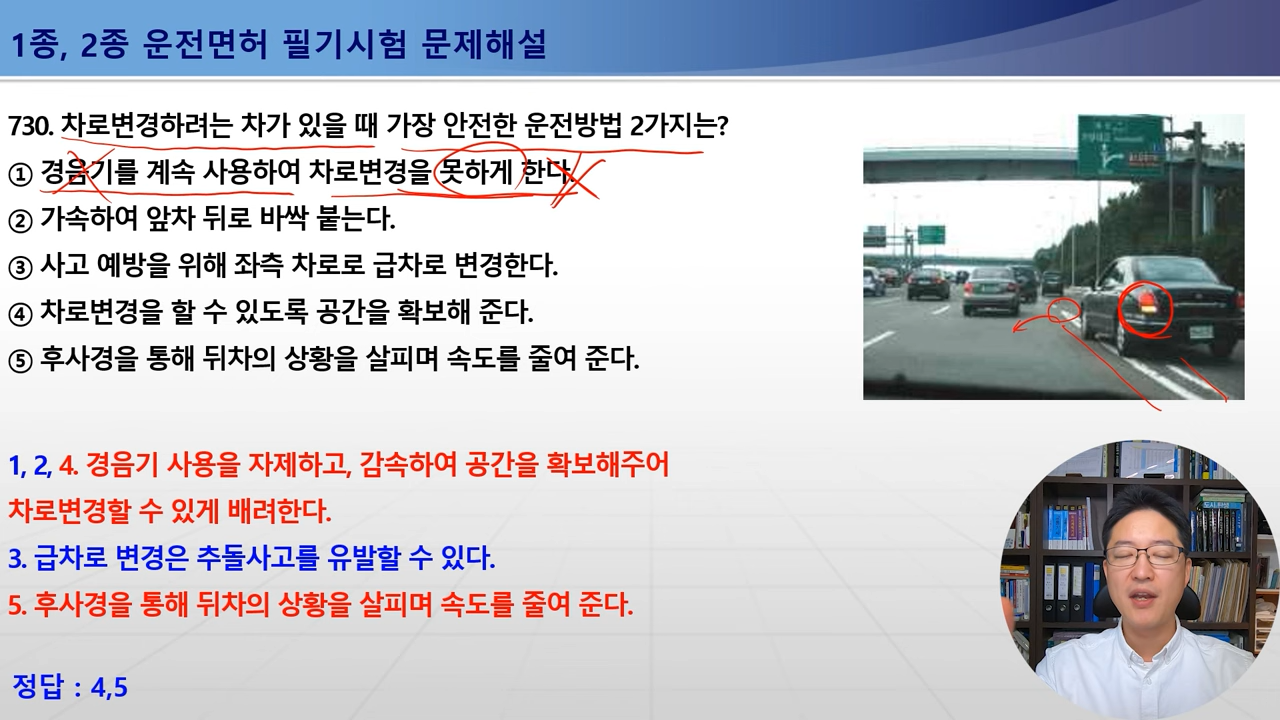 1종, 2종 운전면허 필기시험 문제해설
730. 차로변경하려는 차가 있을 때 가장 안전한 운전방법 2가지는?
① 경음기를 계속 사용하여 차로변경을 못하게 한다.
② 가속하여 앞차 뒤로 바싹 붙는다.
③ 사고 예방을 위해 좌측 차로로 급차로 변경한다.
④ 차로변경을 할 수 있도록 공간을 확보해 준다.
⑤ 후사경을 통해 뒤차의 상황을 살피며 속도를 줄여 준다.
1, 2, 4. 경음기 사용을 자제하고, 감속하여 공간을 확보해주어
차로변경할 수 있게 배려한다.
3. 급차로 변경은 추돌사고를 유발할 수 있다.
5. 후사경을 통해 뒤차의 상황을 살피며 속도를 줄여 준다.
정답 : 4,5